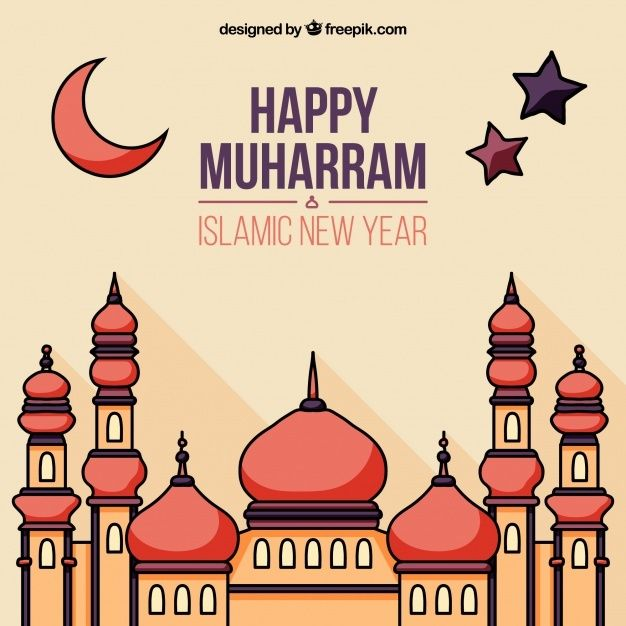 designed by freepik.com
HAPPY
MUHARRAM
ISLAMIC NEW YEAR